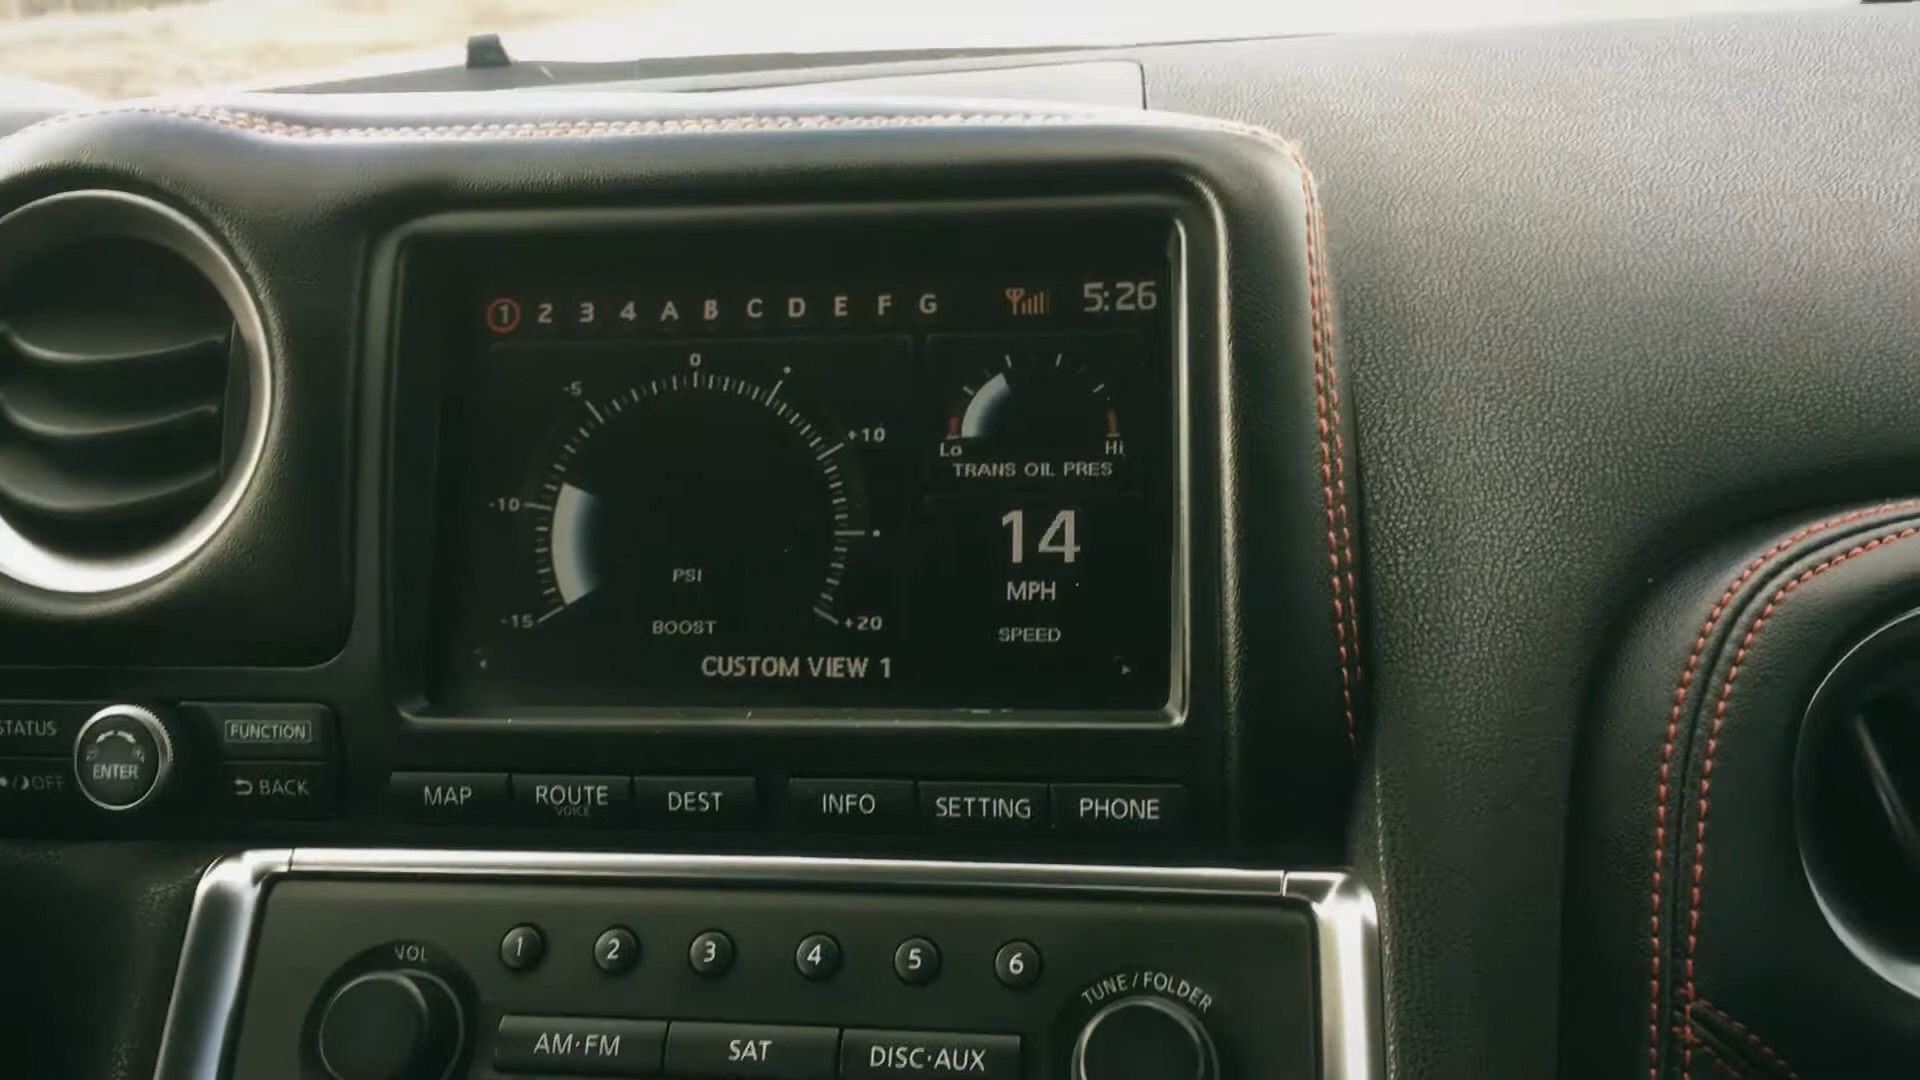 1 2 3 4 A B C D E F G 5:26
0
-5
+10
-10
-15
+20
PSI
BOOST
Lo Hi
TRANS OIL PRES
14
MPH
SPEED
CUSTOM VIEW 1
STATUS
ENTER
FUNCTION
OFF
BACK
MAP
ROUTE
VOICE
DEST
INFO
SETTING
PHONE
VOL
1 2 3 4 5 6
TUNE / FOLDER
AM·FM
SAT
DISC·AUX